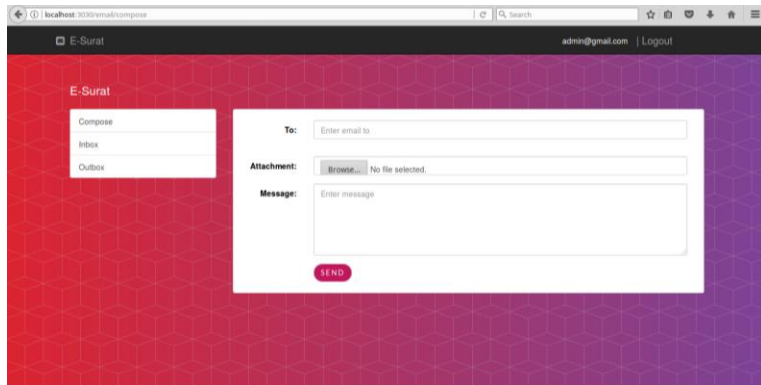 localhost:3030/email/compose
Search
E-Surat
admin@gmail.com | Logout
E-Surat
Compose
Inbox
Outbox
To:
Enter email to
Attachment:
Browse... No file selected.
Message:
Enter message
SEND